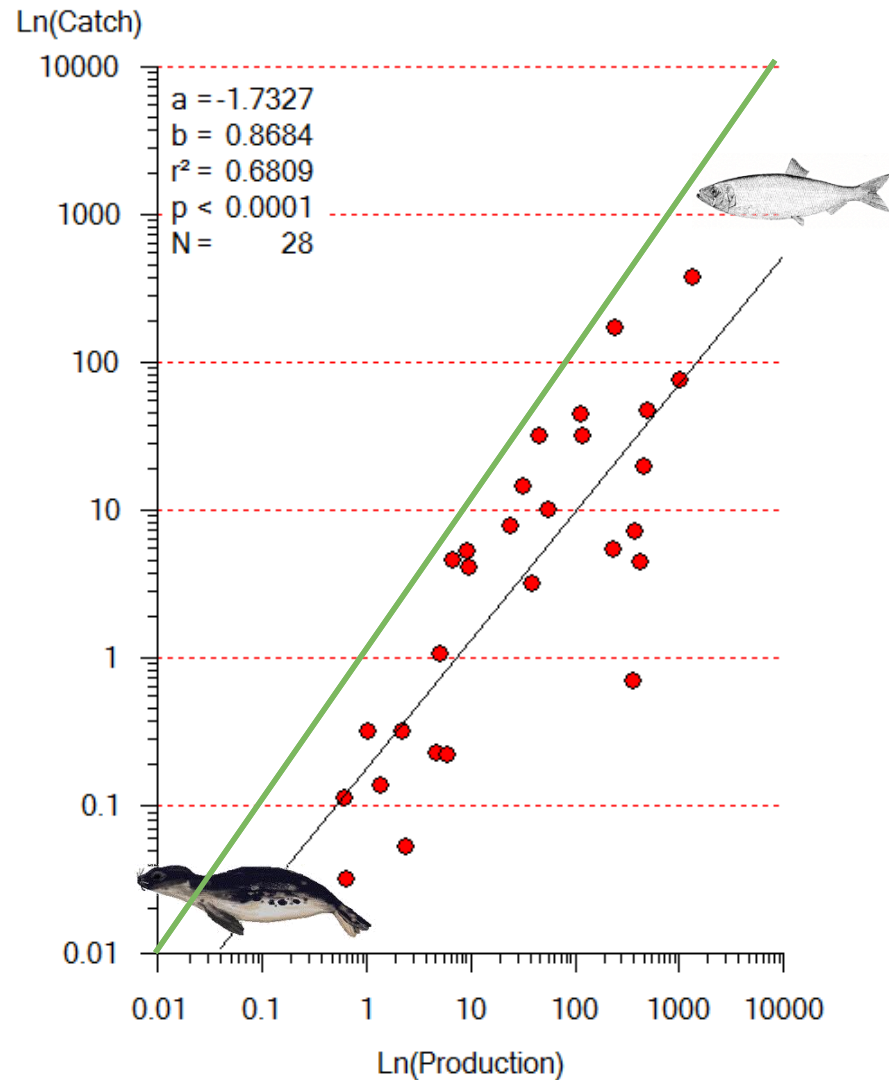 Ln(Catch)
10000
1000
100
10
1
0.1
0.01
a =-1.7327
b = 0.8684
r² = 0.6809
p < 0.0001
N = 28
0.01 0.1 1 10 100 1000 10000
Ln(Production)